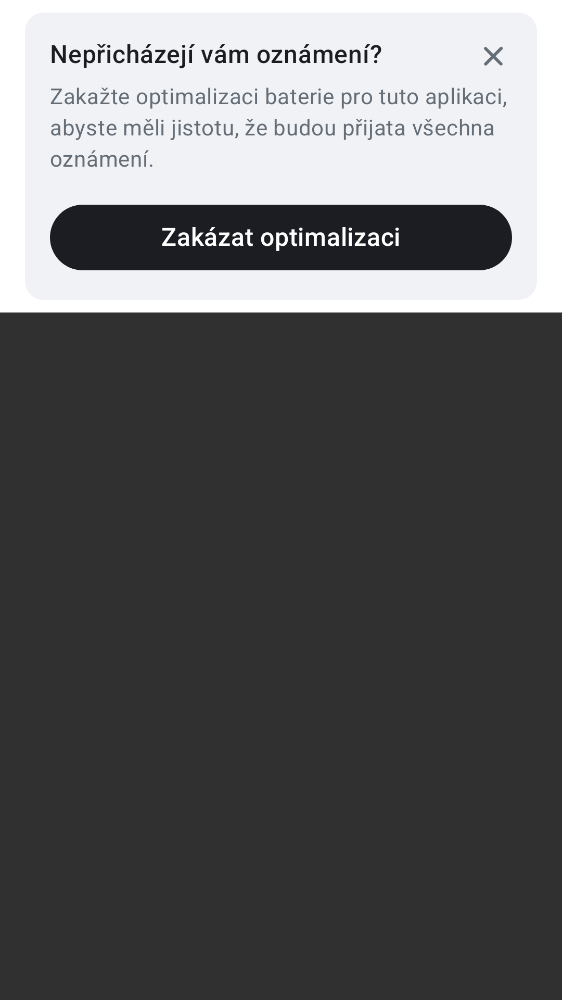 Nepřicházejí vám oznámení?
Zakažte optimalizaci baterie pro tuto aplikaci,
abyste měli jistotu, že budou přijata všechna
oznámení.
Zakázat optimalizaci